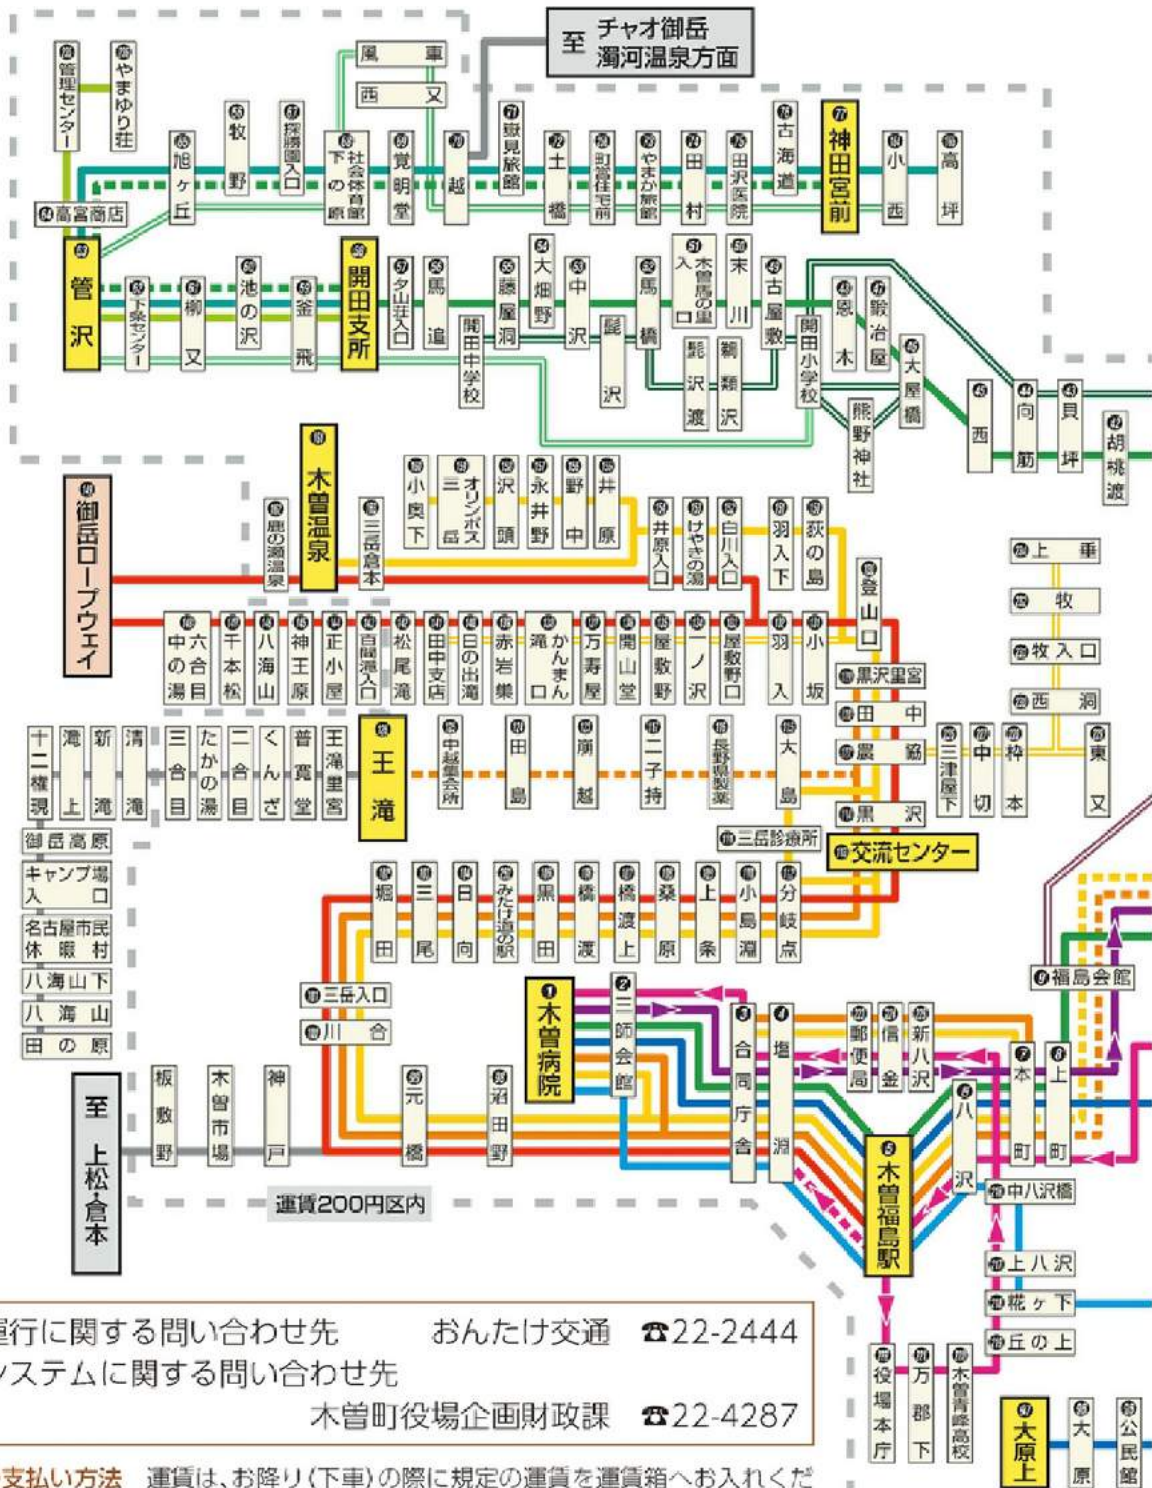 至 チャオ御岳
濁河温泉方面
管理センター
やまゆり荘
風車
西又
旭ヶ丘
牧野
探勝園入口
社会体育館
下の原
覚明堂
越
嶽見旅館
土橋
町営住宅前
やまか旅館
田村
田沢医院
古海道
神田宮前
小西
高坪
高宮商店
管沢
下条センター
柳又
池の沢
釜飛
開田支所
夕山荘入口
馬追
開田中学校
藤屋洞
大畑野
中沢
髭沢
馬橋
木曽馬の里
入口
髭沢渡
末川
鵜類沢
古屋敷
開田小学校
恩木
鍛冶屋
大屋橋
熊野神社
西
向筋
貝坪
胡桃渡
御岳ロープウェイ
鹿の瀬温泉
木曽温泉
三岳倉本
小奥下
オリンポス
三岳
沢頭
永井野
野中
井原
井原入口
けやきの湯
白川入口
羽入下
荻の島
登山口
上垂
牧
牧入口
西洞
六合目
中の湯
千本松
八海山
神王原
正小屋
百間滝入口
松尾滝
田中支店
日の出滝
赤岩巣
かんまん
滝口
万寿屋
開山堂
屋敷野
一ノ沢
屋敷野口
羽入
小坂
黒沢里宮
田中
農協
黒沢
交流センター
十二権現
滝上
新滝
清滝
三合目
たかの湯
二合目
くんざ
普寛堂
王滝里宮
王滝
中越集会所
田島
崩越
二子持
長野県製薬
大島
三津屋下
中切
枠本
東又
三岳診療所
御岳高原
キャンプ場
入口
名古屋市民
休暇村
八海山下
八海山
田の原
堀田
三尾
日向
みたけ道の駅
黒田
橋渡
橋渡上
桑原
上条
小島淵
分岐点
三岳入口
川合
1 木曽病院
2 三師会館
3 合同庁舎
4 塩淵
郵便局
信金
新八沢
6 八沢
7 本町
8 上町
9 福島会館
至 上松・倉本
板敷野
木曽市場
神戸
元橋
沼田野
5 木曽福島駅
中八沢橋
上八沢
糀ヶ下
丘の上
運賃200円区内
役場本庁
万郡下
木曽青峰高校
大原上
大原
公民館
運行に関する問い合わせ先 おんたけ交通 ☎22-2444
システムに関する問い合わせ先
木曽町役場企画財政課 ☎22-4287
支払い方法 運賃は、お降り(下車)の際に規定の運賃を運賃箱へお入れくだ